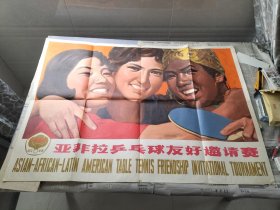 亚非拉乒乓球友好邀请赛
ASIAN-AFRICAN-LATIN AMERICAN TABLE TENNIS FRIENDSHIP INVITATIONAL TOURNAMENT